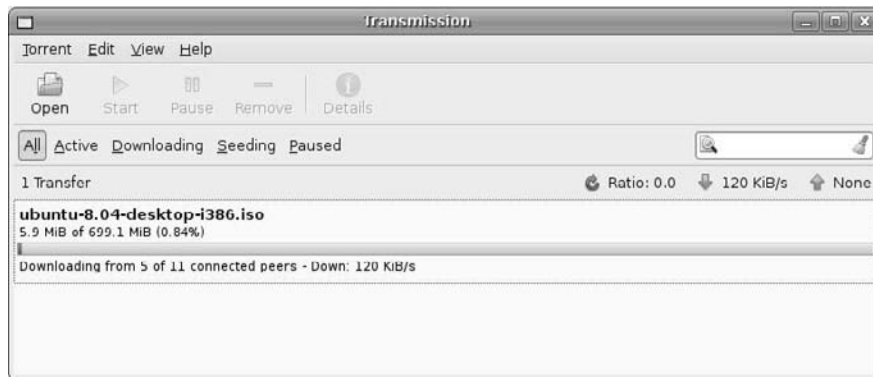 Transmission
Torrent Edit View Help
Open Start Pause Remove Details
All Active Downloading Seeding Paused
1 Transfer Ratio: 0.0 120 KiB/s None
ubuntu-8.04-desktop-i386.iso
5.9 MiB of 699.1 MiB (0.84%)
Downloading from 5 of 11 connected peers - Down: 120 KiB/s